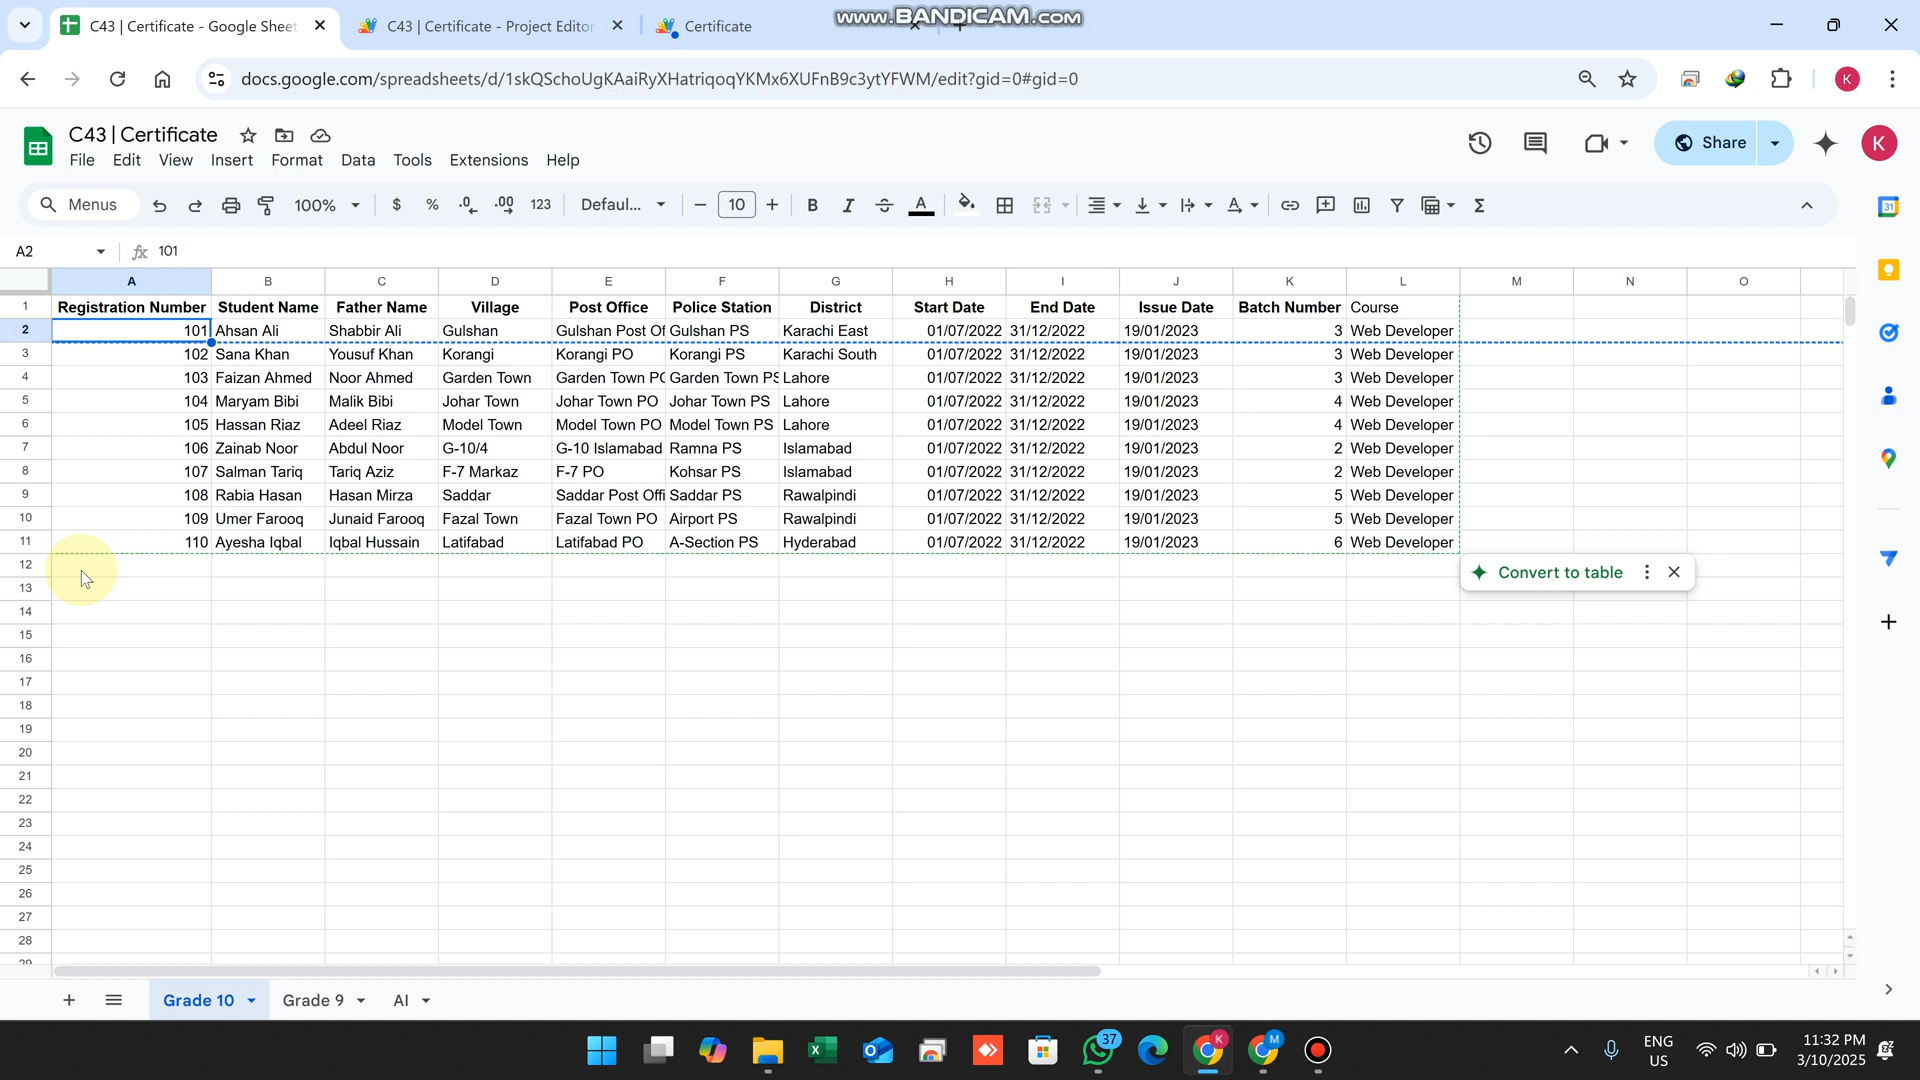 C43 | Certificate - Google Sheet
C43 | Certificate - Project Editor
Certificate
www.BANDICAM.com
docs.google.com/spreadsheets/d/1skQSchoUgKAaiRyXHatriqoqYKMx6XUFnB9c3ytYFWM/edit?gid=0#gid=0
K
C43 | Certificate
File Edit View Insert Format Data Tools Extensions Help
Share
K
Menus 100% $ % .0 .00 123 Defaul... 10 B I A
A2 fx 101
A B C D E F G H I J K L M N O
1 Registration Number Student Name Father Name Village Post Office Police Station District Start Date End Date Issue Date Batch Number Course
2 101 Ahsan Ali Shabbir Ali Gulshan Gulshan Post Of Gulshan PS Karachi East 01/07/2022 31/12/2022 19/01/2023 3 Web Developer
3 102 Sana Khan Yousuf Khan Korangi Korangi PO Korangi PS Karachi South 01/07/2022 31/12/2022 19/01/2023 3 Web Developer
4 103 Faizan Ahmed Noor Ahmed Garden Town Garden Town PO Garden Town PS Lahore 01/07/2022 31/12/2022 19/01/2023 3 Web Developer
5 104 Maryam Bibi Malik Bibi Johar Town Johar Town PO Johar Town PS Lahore 01/07/2022 31/12/2022 19/01/2023 4 Web Developer
6 105 Hassan Riaz Adeel Riaz Model Town Model Town PO Model Town PS Lahore 01/07/2022 31/12/2022 19/01/2023 4 Web Developer
7 106 Zainab Noor Abdul Noor G-10/4 G-10 Islamabad Ramna PS Islamabad 01/07/2022 31/12/2022 19/01/2023 2 Web Developer
8 107 Salman Tariq Tariq Aziz F-7 Markaz F-7 PO Kohsar PS Islamabad 01/07/2022 31/12/2022 19/01/2023 2 Web Developer
9 108 Rabia Hasan Hasan Mirza Saddar Saddar Post Offi Saddar PS Rawalpindi 01/07/2022 31/12/2022 19/01/2023 5 Web Developer
10 109 Umer Farooq Junaid Farooq Fazal Town Fazal Town PO Airport PS Rawalpindi 01/07/2022 31/12/2022 19/01/2023 5 Web Developer
11 110 Ayesha Iqbal Iqbal Hussain Latifabad Latifabad PO A-Section PS Hyderabad 01/07/2022 31/12/2022 19/01/2023 6 Web Developer
12
Convert to table
13
14
15
16
17
18
19
20
21
22
23
24
25
26
27
28
29
Grade 10 Grade 9 AI
37 K M
ENG
US
11:32 PM
3/10/2025